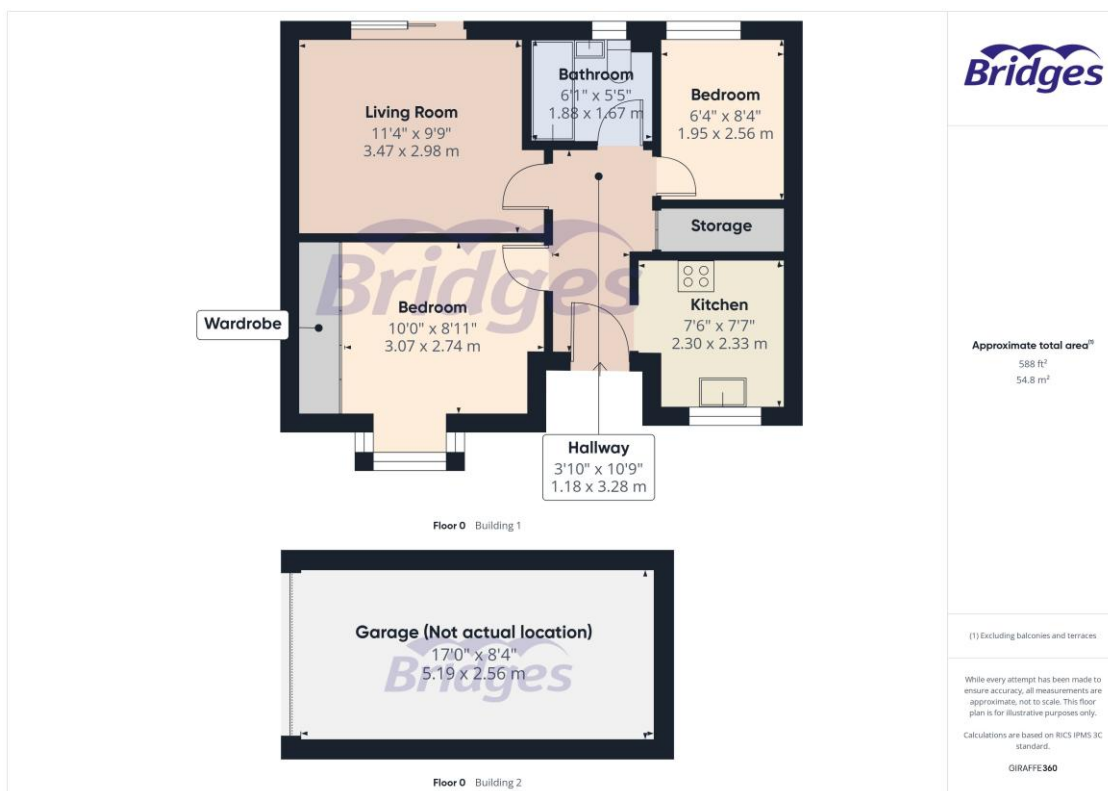 Bathroom
6'1" x 5'5"
1.88 x 1.67 m
Living Room
11'4" x 9'9"
3.47 x 2.98 m
Bedroom
6'4" x 8'4"
1.95 x 2.56 m
Storage
Bridges
Wardrobe
Bedroom
10'0" x 8'11"
3.07 x 2.74 m
Kitchen
7'6" x 7'7"
2.30 x 2.33 m
Hallway
3'10" x 10'9"
1.18 x 3.28 m
Floor 0 Building 1
Garage (Not actual location)
17'0" x 8'4"
5.19 x 2.56 m
Bridges
Floor 0 Building 2
Bridges
Approximate total area(1)
588 ft²
54.8 m²
(1) Excluding balconies and terraces
While every attempt has been made to
ensure accuracy, all measurements are
approximate, not to scale. This floor
plan is for illustrative purposes only.
Calculations are based on RICS IPMS 3C
standard.
GIRAFFE360